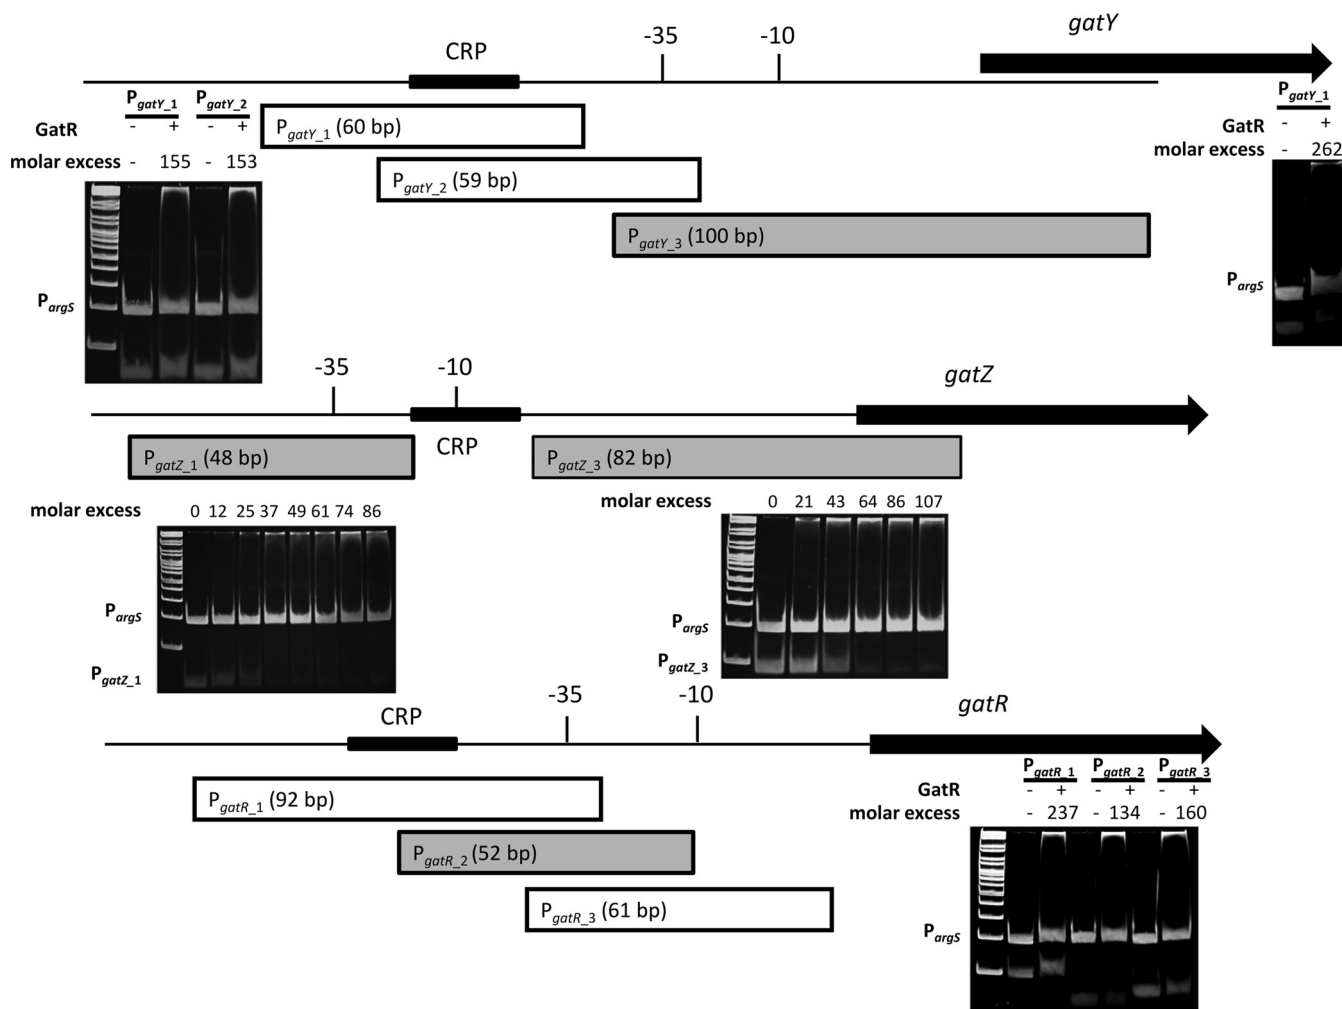 gatY
-35 -10
CRP
PgatY_1 PgatY_2
GatR - + - +
molar excess - 155 - 153
PargS
PgatY_1 (60 bp)
PgatY_2 (59 bp)
PgatY_3 (100 bp)
PgatY_1
GatR - +
molar excess - 262
PargS
-35 -10
gatZ
CRP
PgatZ_1 (48 bp)
PgatZ_3 (82 bp)
molar excess 0 12 25 37 49 61 74 86
PargS
PgatZ_1
molar excess 0 21 43 64 86 107
PargS
PgatZ_3
-35 -10
CRP
gatR
PgatR_1 (92 bp)
PgatR_2 (52 bp)
PgatR_3 (61 bp)
PgatR_1 PgatR_2 PgatR_3
GatR - + - + - +
molar excess - 237 - 134 - 160
PargS